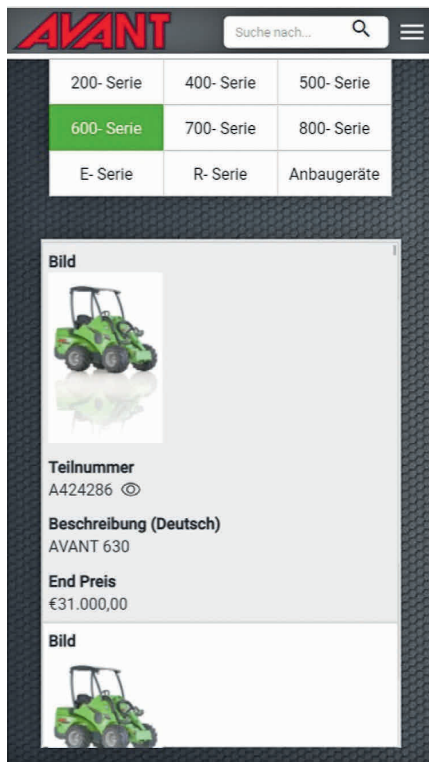 AVANT
Suche nach...
200- Serie 400- Serie 500- Serie
600- Serie 700- Serie 800- Serie
E- Serie R- Serie Anbaugeräte
Bild
Teilnummer
A424286
Beschreibung (Deutsch)
AVANT 630
End Preis
€31.000,00
Bild